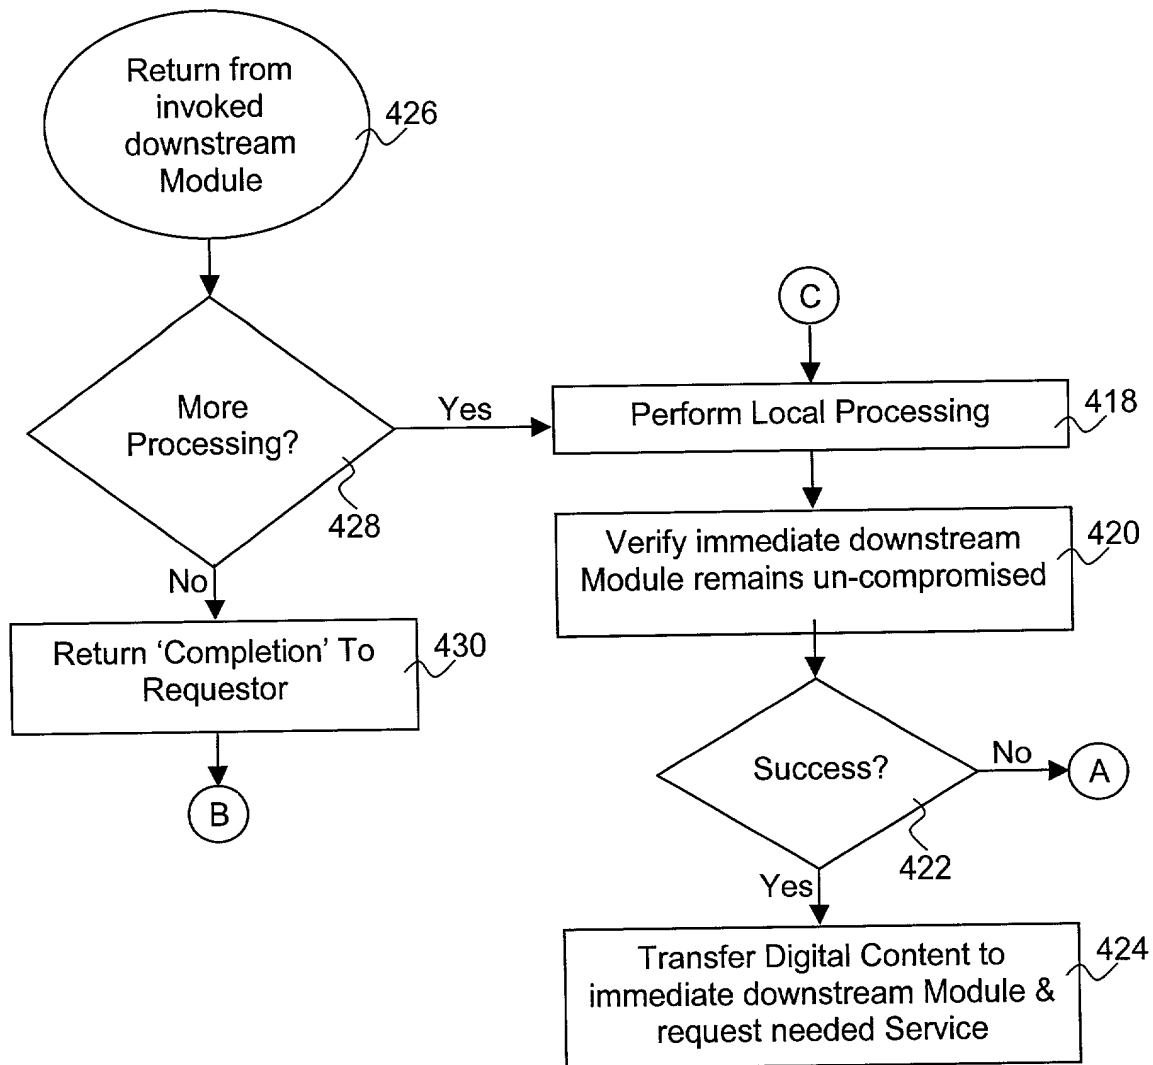 Return from
invoked
downstream
Module
426
C
More
Processing?
428
Yes
Perform Local Processing
418
Verify immediate downstream
Module remains un-compromised
420
No
Return ‘Completion’ To
Requestor
430
B
Success?
422
No
A
Yes
Transfer Digital Content to
immediate downstream Module &
request needed Service
424